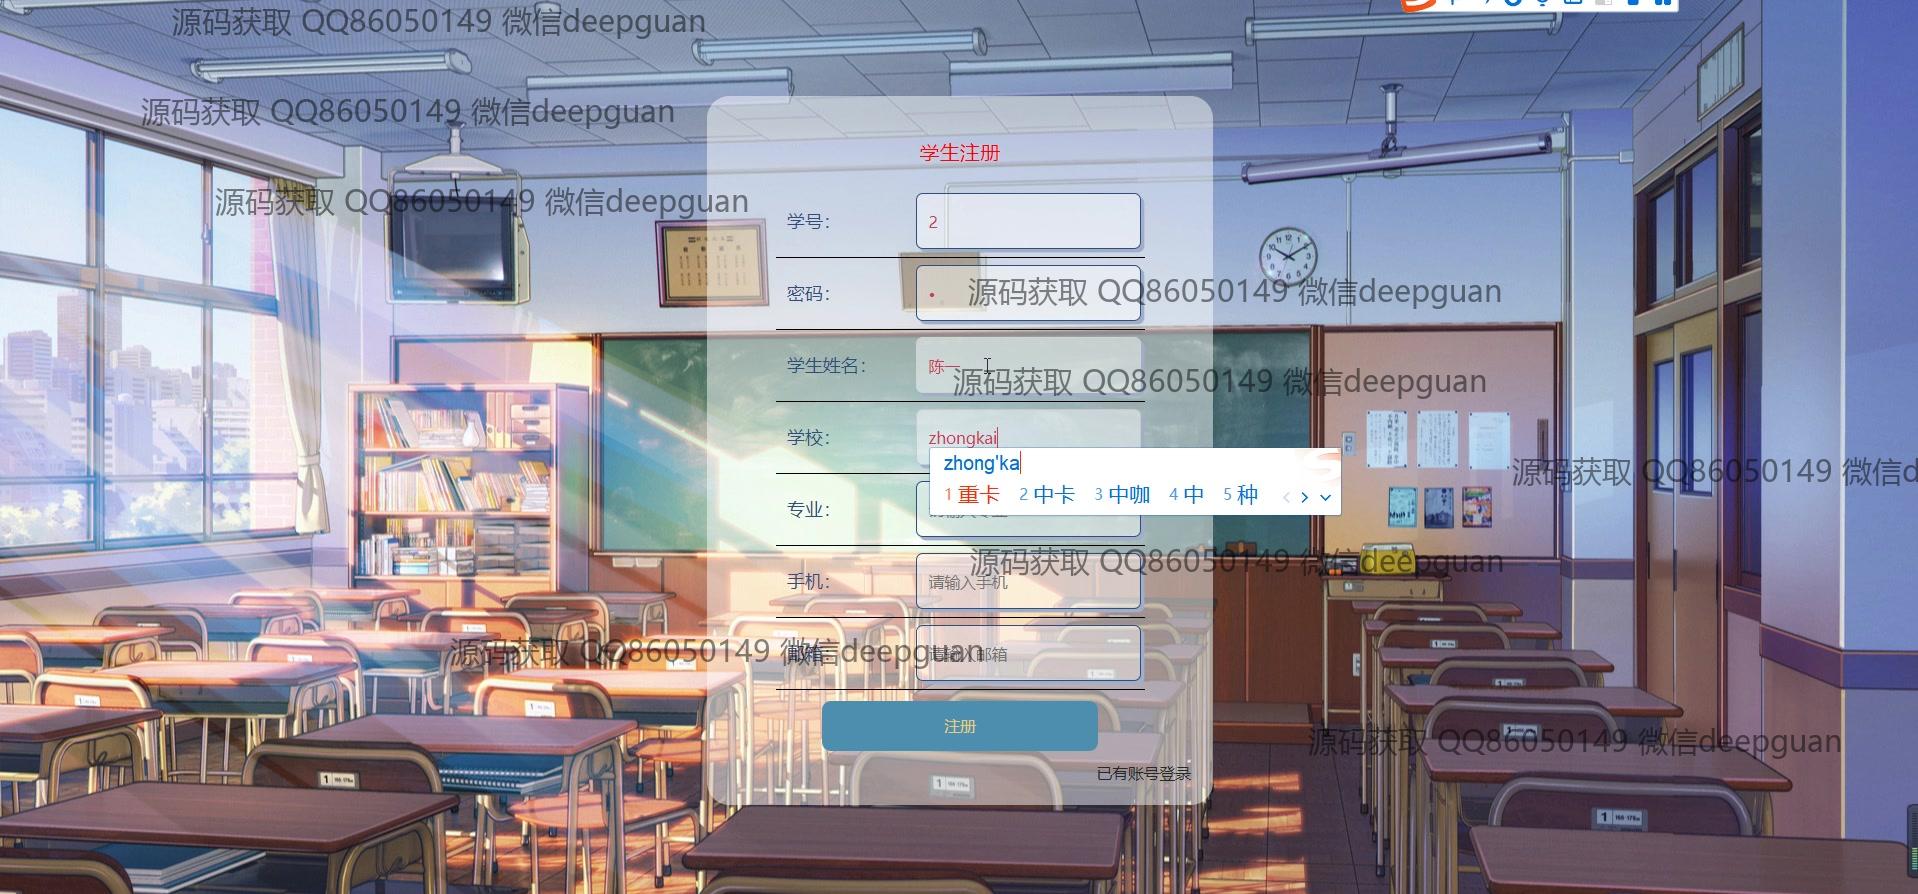 源码获取 QQ86050149 微信deepguan
源码获取 QQ86050149 微信deepguan
学生注册
源码获取 QQ86050149 微信deepguan
学号： 2
密码： •
源码获取 QQ86050149 微信deepguan
学生姓名： 陈一
源码获取 QQ86050149 微信deepguan
学校： zhongkai
zhong'ka
1 重卡 2 中卡 3 中咖 4 中 5 种
源码获取 QQ86050149 微信d
专业：
源码获取 QQ86050149 微信deepguan
手机： 请输入手机
源码获取 QQ86050149 微信deepguan
邮箱： 请输入邮箱
注册
源码获取 QQ86050149 微信deepguan
已有账号登录